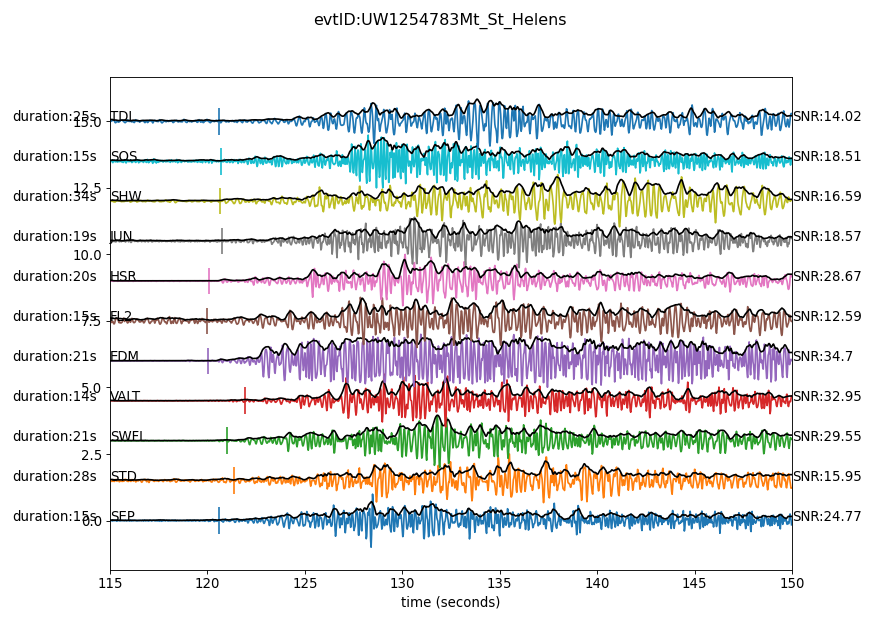 evtID:UW1254783Mt_St_Helens
duration:25s TDL SNR:14.02
15.0
duration:15s SOS SNR:18.51
12.5
duration:34s SHW SNR:16.59
duration:19s JUN SNR:18.57
10.0
duration:20s HSR SNR:28.67
duration:15s FL2 SNR:12.59
7.5
duration:21s EDM SNR:34.7
5.0
duration:14s VALT SNR:32.95
duration:21s SWFL SNR:29.55
2.5
duration:28s STD SNR:15.95
duration:15s SEP SNR:24.77
0.0
115 120 125 130 135 140 145 150
time (seconds)